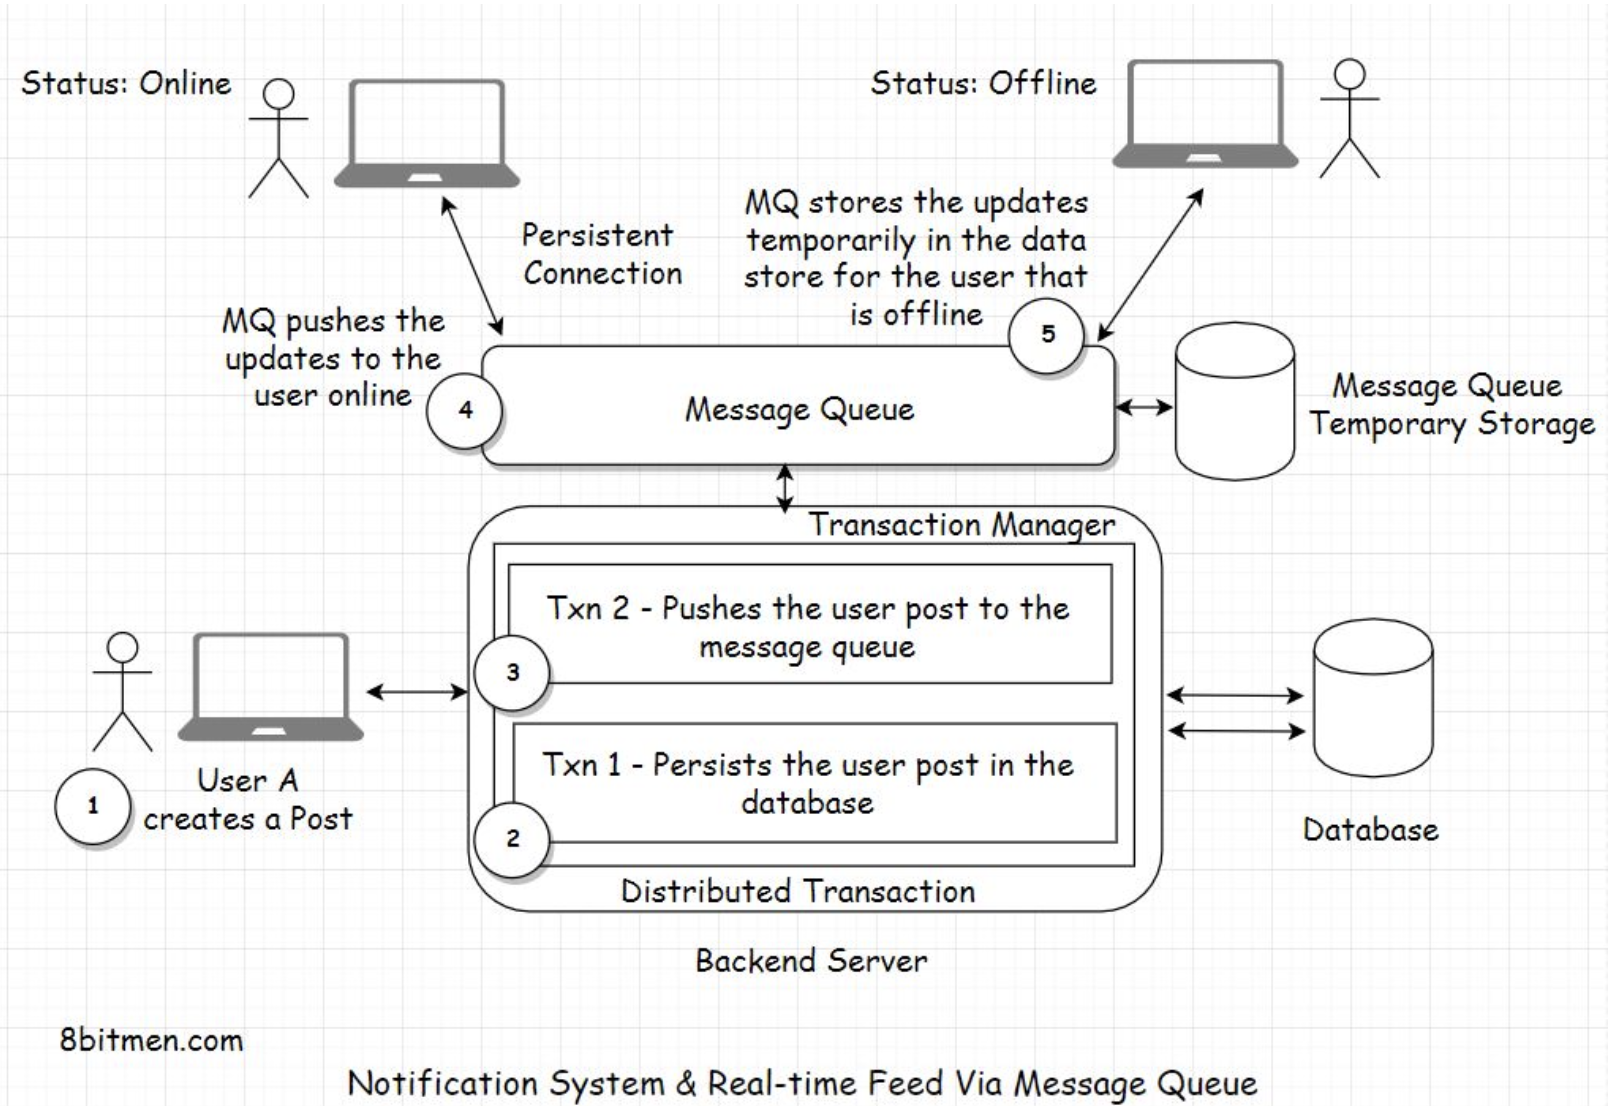 Status: Online
Status: Offline
Persistent
Connection
MQ stores the updates
temporarily in the data
store for the user that
is offline
MQ pushes the
updates to the
user online
4
5
Message Queue
Message Queue
Temporary Storage
Transaction Manager
Txn 2 - Pushes the user post to the
message queue
3
Txn 1 - Persists the user post in the
database
2
Distributed Transaction
Backend Server
User A
creates a Post
1
Database
8bitmen.com
Notification System & Real-time Feed Via Message Queue